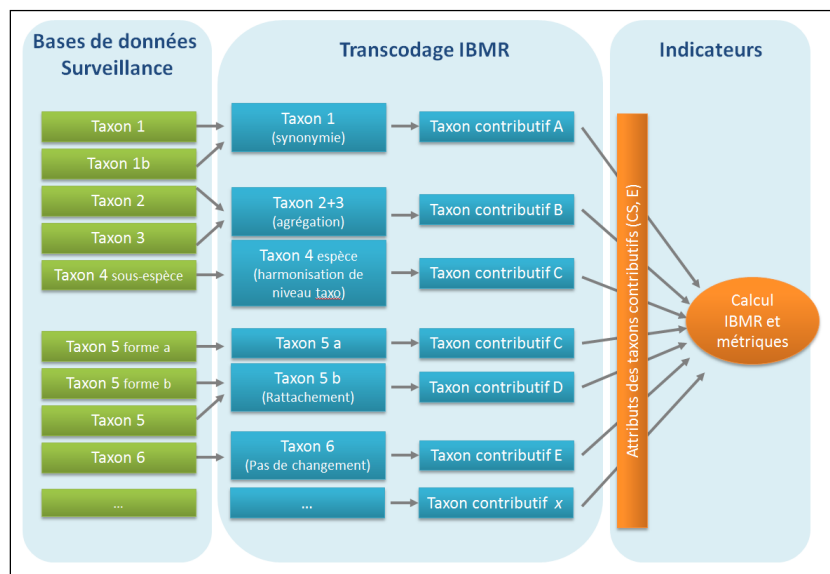 Bases de données
Surveillance
Transcodage IBMR
Indicateurs
Taxon 1
Taxon 1b
Taxon 2
Taxon 3
Taxon 4 sous-espèce
Taxon 5 forme a
Taxon 5 forme b
Taxon 5
Taxon 6
...
Taxon 1
(synonymie)
Taxon 2+3
(agrégation)
Taxon 4 espèce
(harmonisation de
niveau taxo)
Taxon 5 a
Taxon 5 b
(Rattachement)
Taxon 6
(Pas de changement)
...
Taxon contributif A
Taxon contributif B
Taxon contributif C
Taxon contributif C
Taxon contributif D
Taxon contributif E
Taxon contributif x
Attributs des taxons contributifs (CS, E)
Calcul
IBMR et
métriques